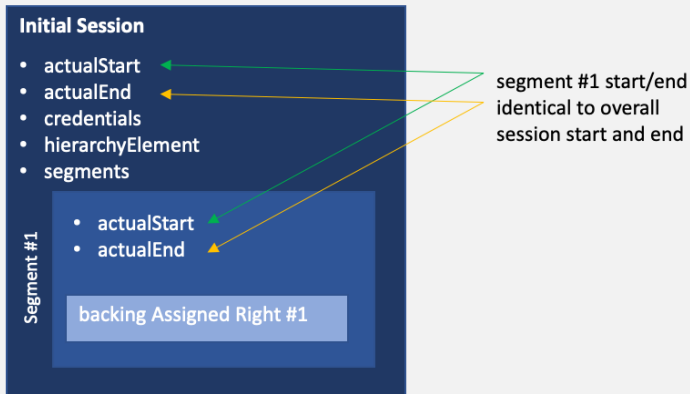 Initial Session
• actualStart
• actualEnd
• credentials
• hierarchyElement
• segments
Segment #1
• actualStart
• actualEnd
backing Assigned Right #1
segment #1 start/end
identical to overall
session start and end